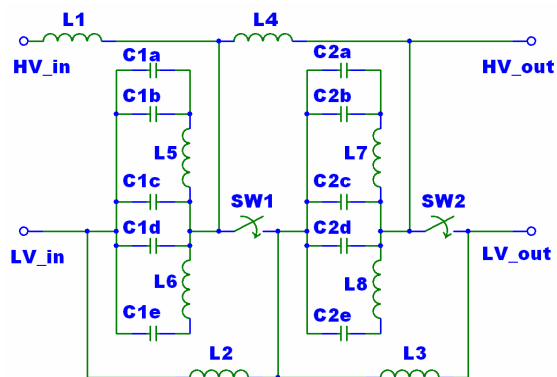 L1
L4
HV_in
C1a
C2a
HV_out
C1b
C2b
L5
L7
C1c
SW1
C2c
SW2
LV_in
C1d
C2d
LV_out
L6
L8
C1e
C2e
L2
L3